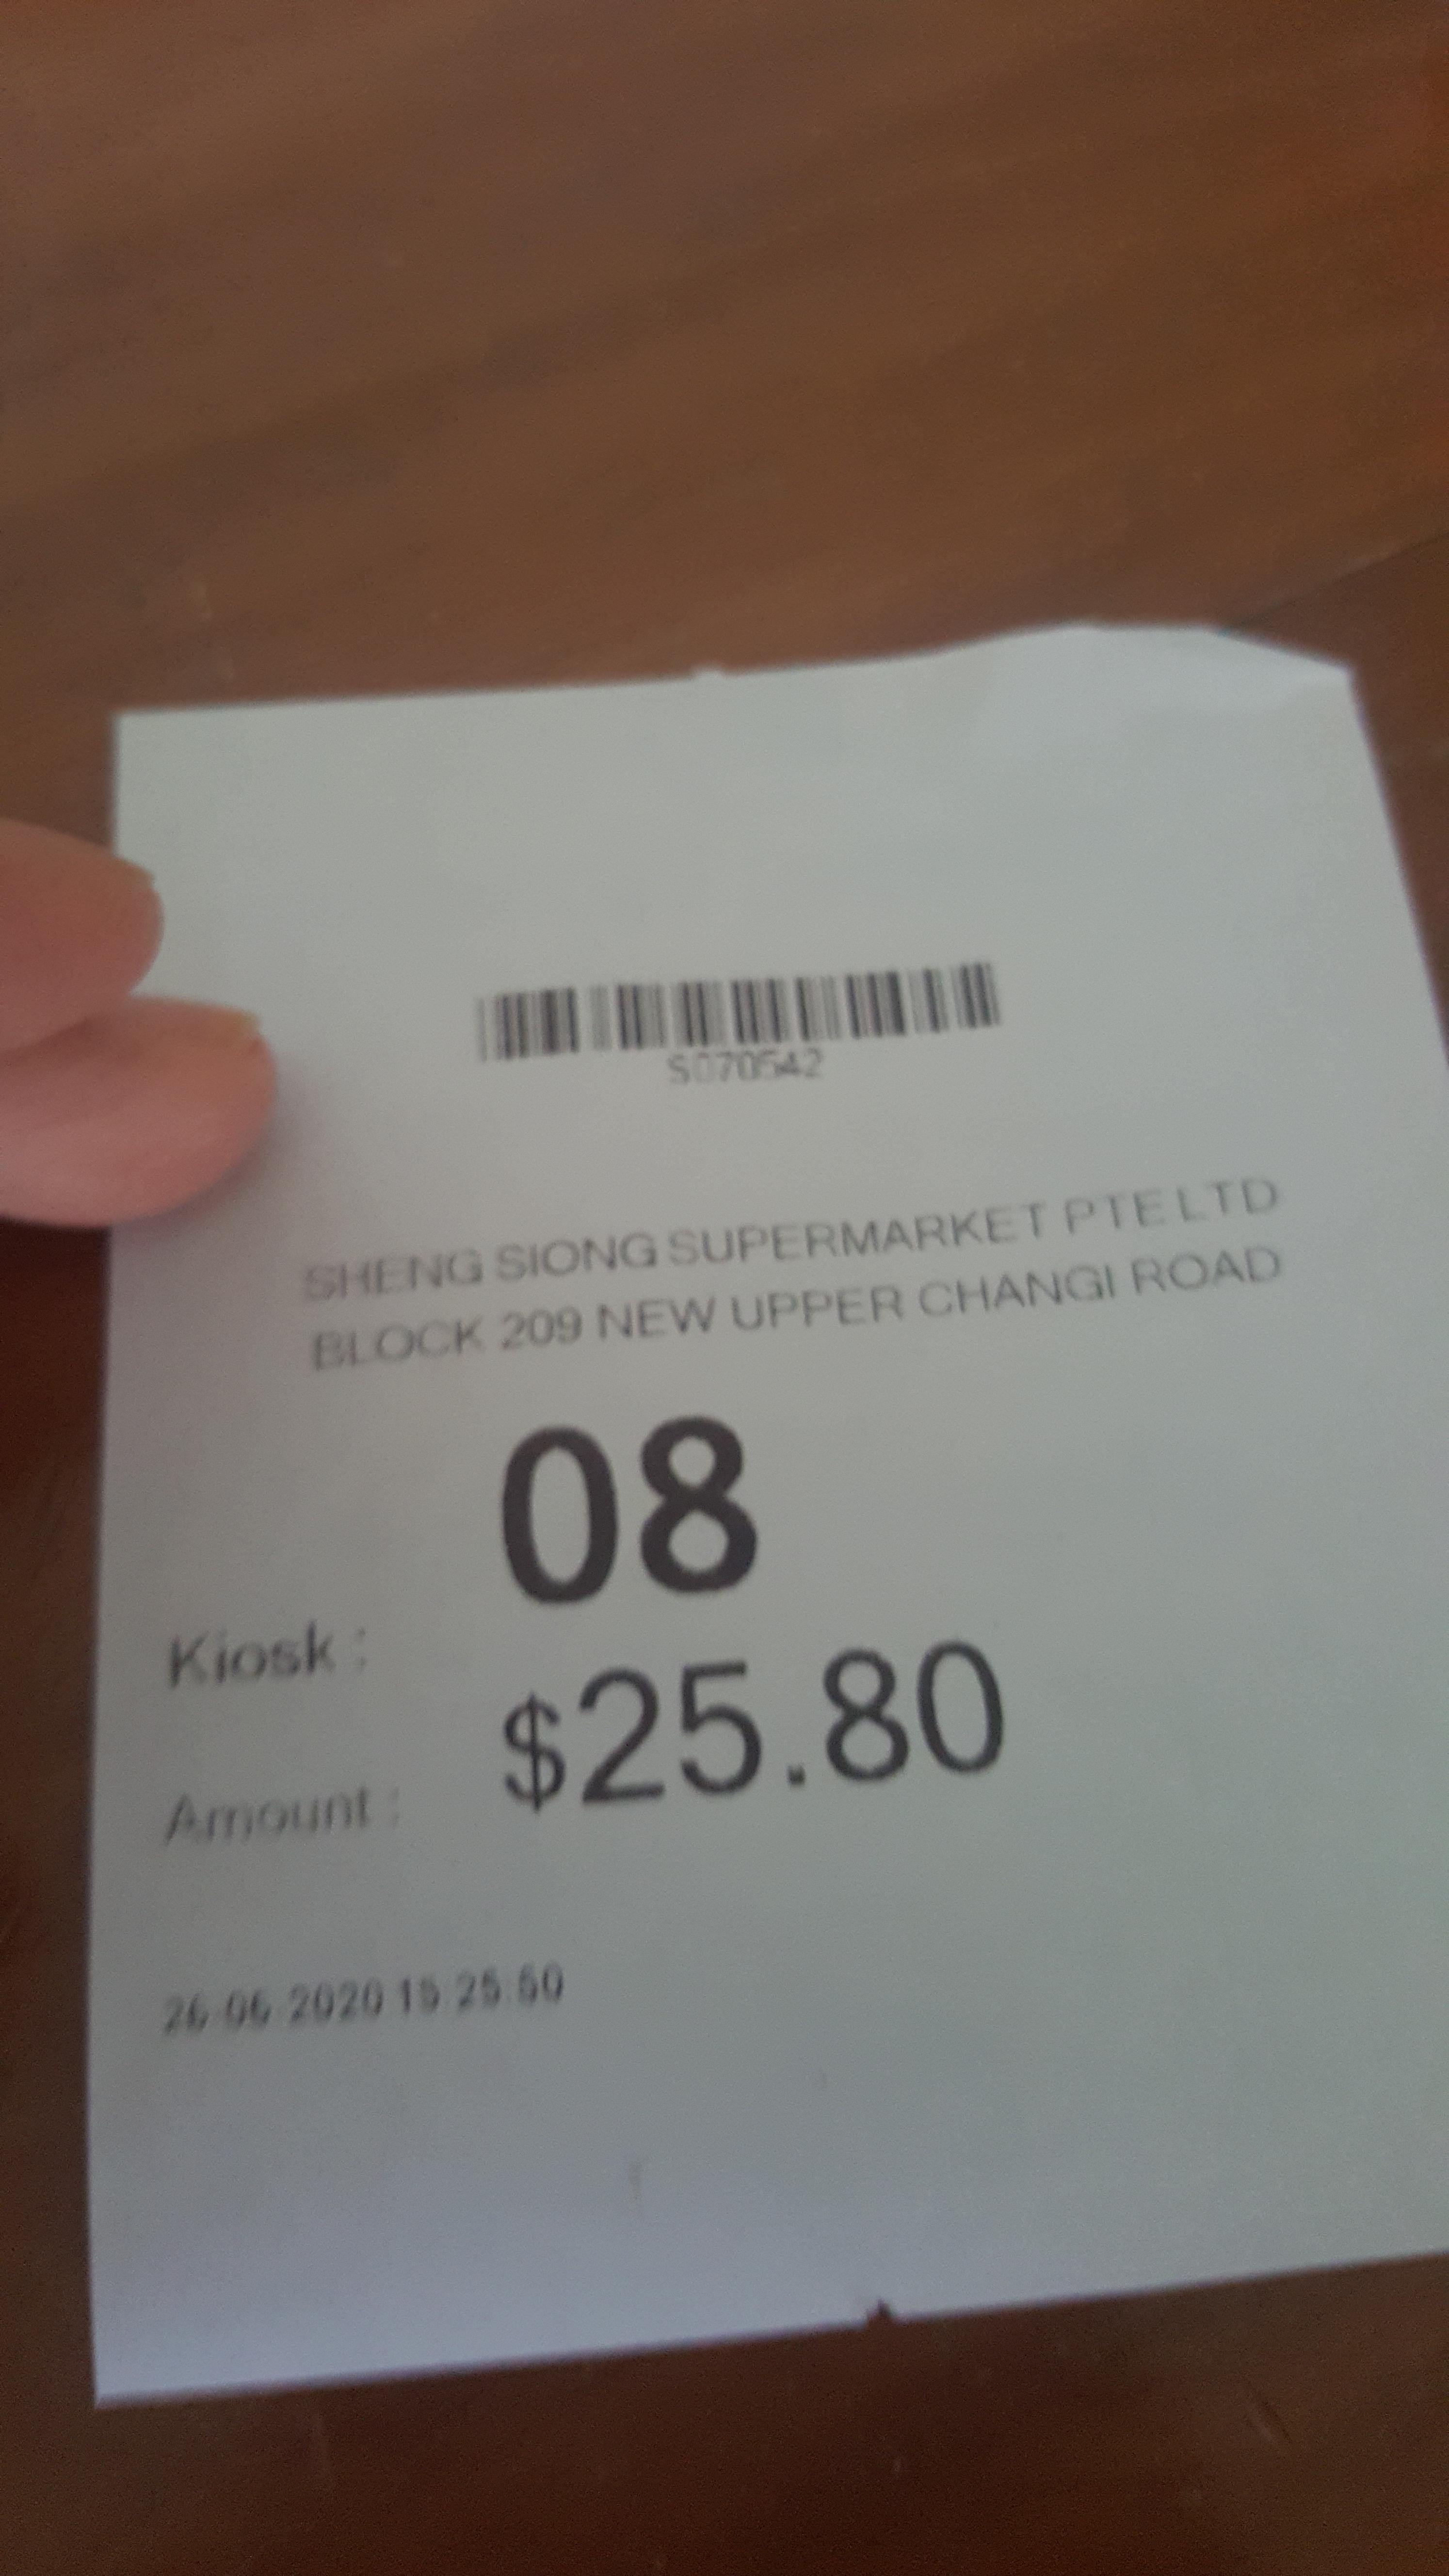 S070542
SHENG SIONG SUPERMARKET PTE LTD
BLOCK 209 NEW UPPER CHANGI ROAD
Kiosk : 08
Amount : $25.80
26-06-2020